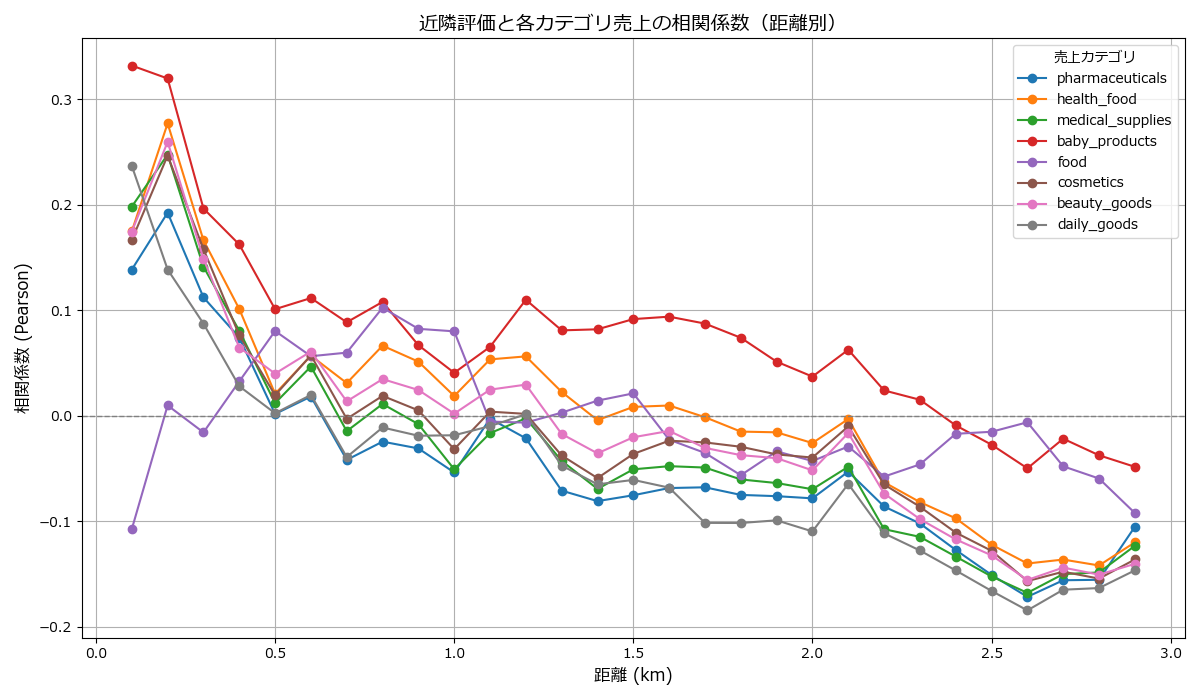 近隣評価と各カテゴリ売上の相関係数（距離別）
売上カテゴリ
pharmaceuticals
health_food
medical_supplies
baby_products
food
cosmetics
beauty_goods
daily_goods
相関係数 (Pearson)
0.3
0.2
0.1
0.0
−0.1
−0.2
0.0
0.5
1.0
1.5
2.0
2.5
3.0
距離 (km)